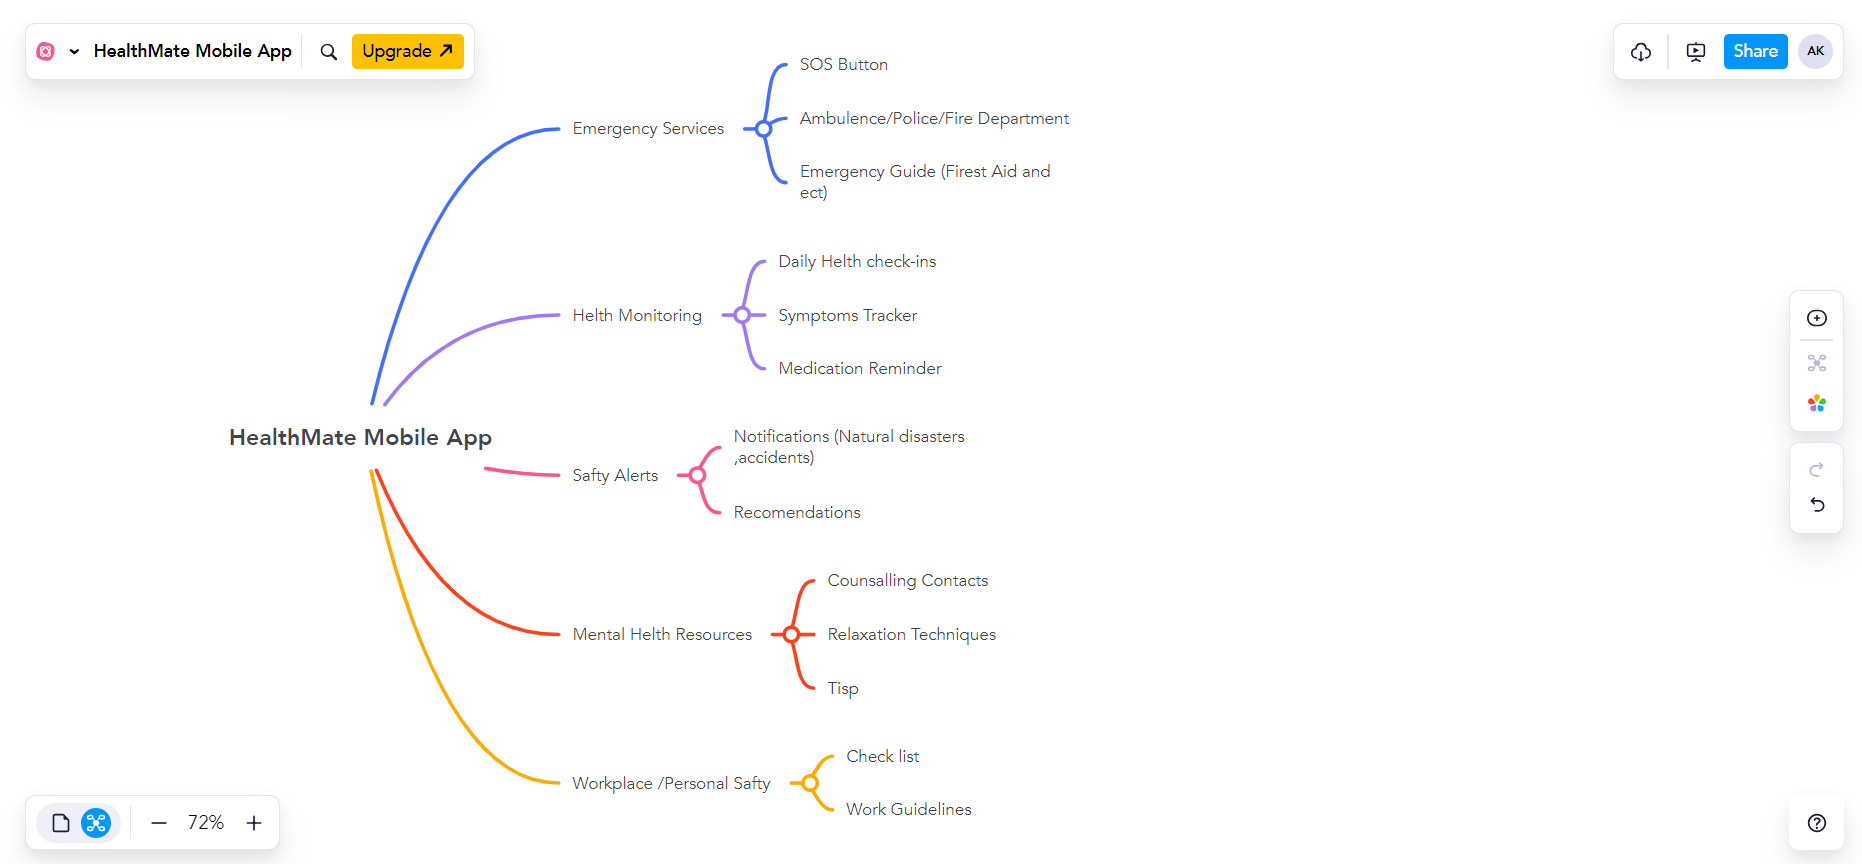 HealthMate Mobile App
Upgrade
Share
AK
SOS Button
Emergency Services
Ambulence/Police/Fire Department
Emergency Guide (Firest Aid and
ect)
Daily Helth check-ins
Helth Monitoring
Symptoms Tracker
Medication Reminder
HealthMate Mobile App
Notifications (Natural disasters
,accidents)
Safty Alerts
Recomendations
Counsalling Contacts
Mental Helth Resources
Relaxation Techniques
Tisp
Check list
Workplace /Personal Safty
Work Guidelines
72%